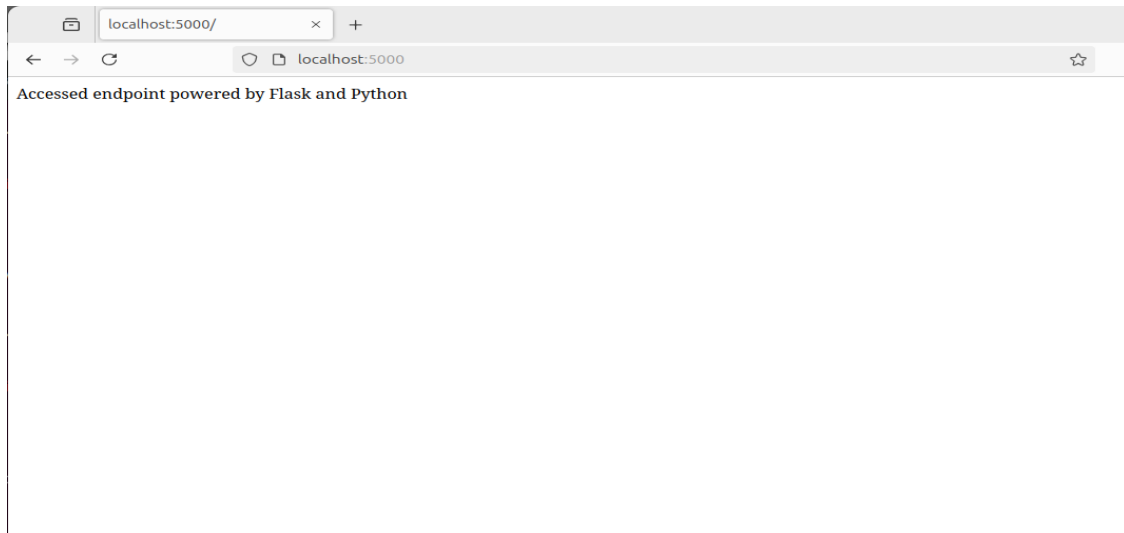 localhost:5000/
localhost:5000
Accessed endpoint powered by Flask and Python